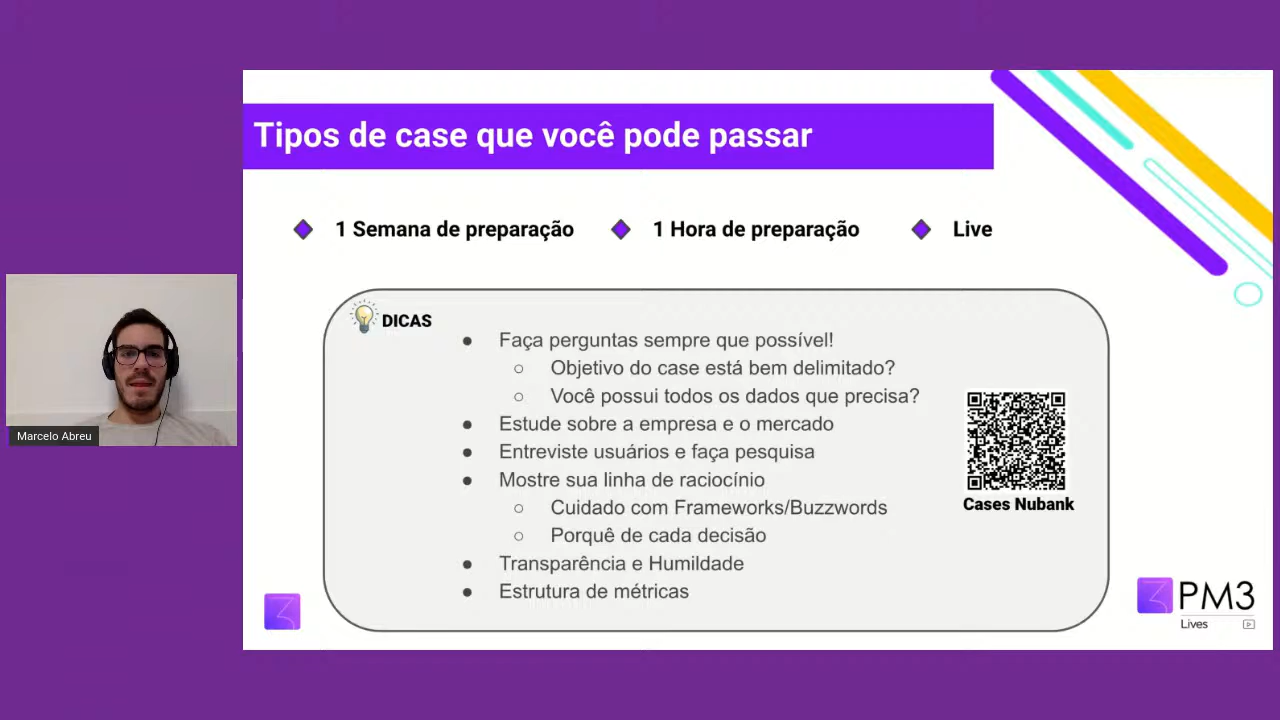 Tipos de case que você pode passar
1 Semana de preparação
1 Hora de preparação
Live
DICAS
Faça perguntas sempre que possível!
Objetivo do case está bem delimitado?
Você possui todos os dados que precisa?
Estude sobre a empresa e o mercado
Entreviste usuários e faça pesquisa
Mostre sua linha de raciocínio
Cuidado com Frameworks/Buzzwords
Porquê de cada decisão
Transparência e Humildade
Estrutura de métricas
Cases Nubank
Marcelo Abreu
PM3
Lives